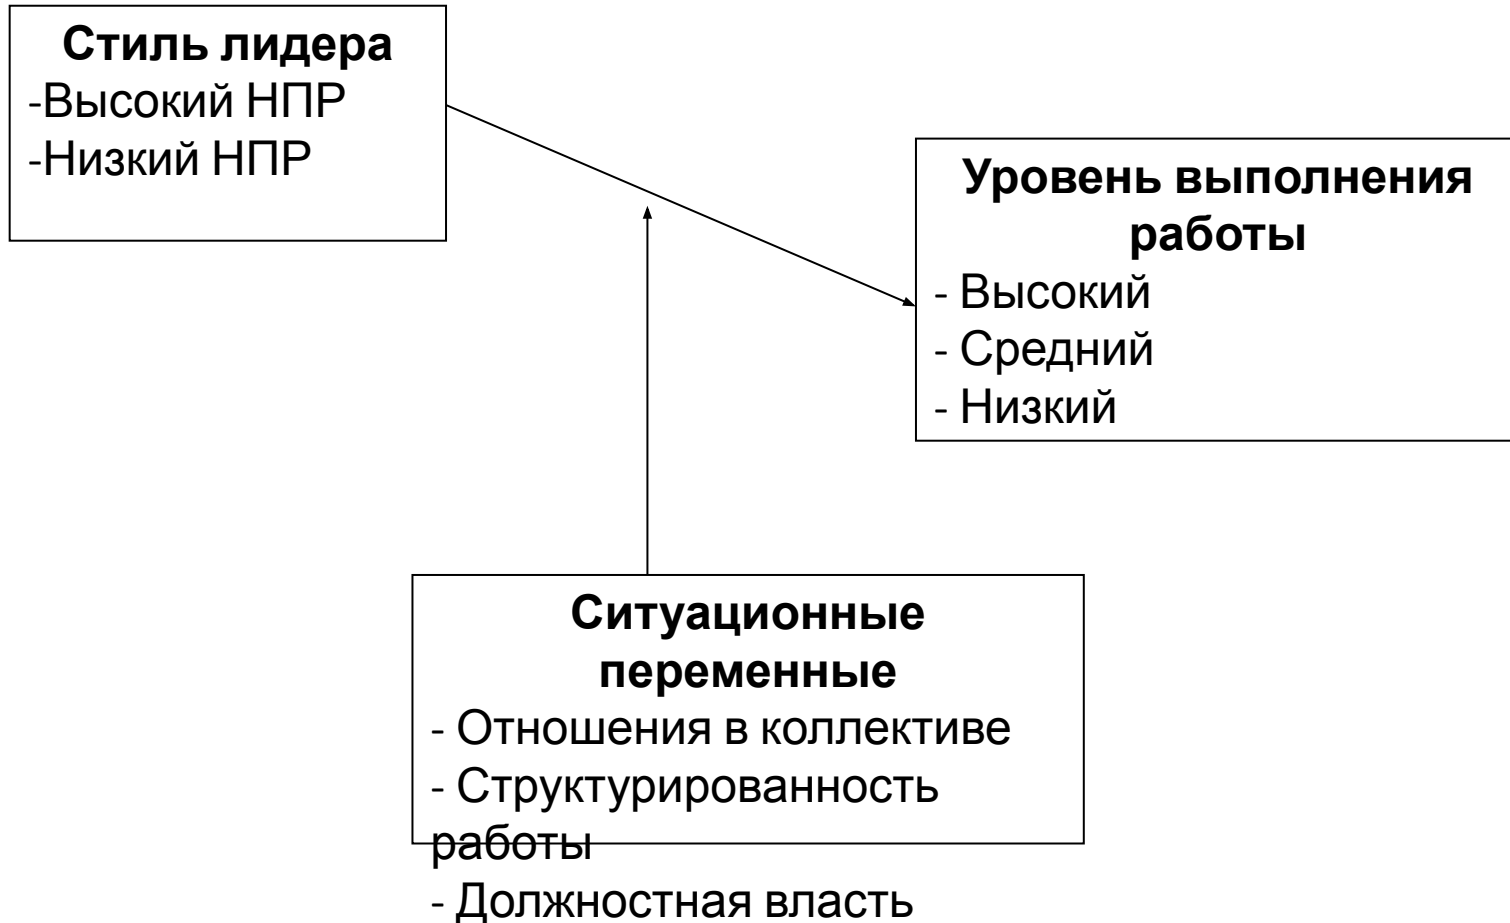 Стиль лидера
-Высокий НПР
-Низкий НПР
Уровень выполнения
работы
- Высокий
- Средний
- Низкий
Ситуационные
переменные
- Отношения в коллективе
- Структурированность
работы
- Должностная власть